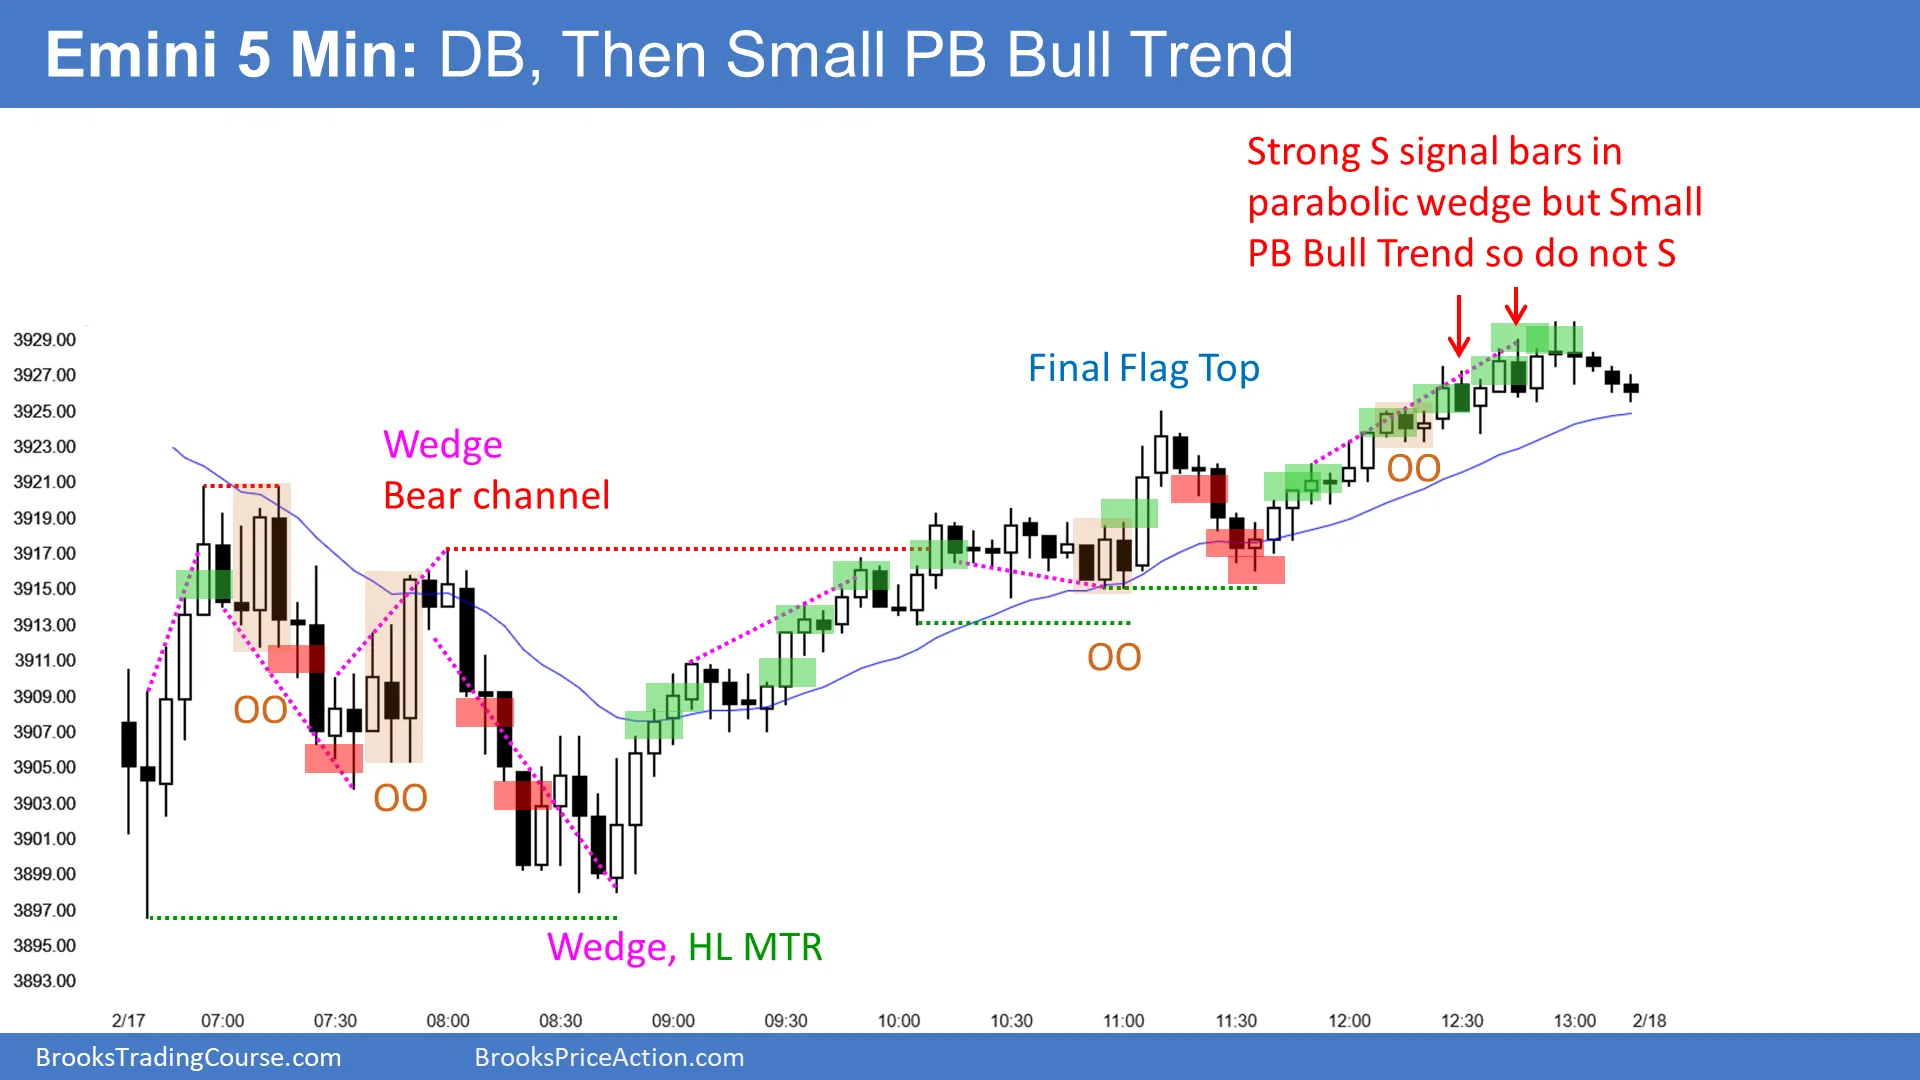 Emini 5 Min: DB, Then Small PB Bull Trend
Strong S signal bars in
parabolic wedge but Small
PB Bull Trend so do not S
Final Flag Top
Wedge
Bear channel
OO
OO
OO
OO
Wedge, HL MTR
3929.00
3927.00
3925.00
3923.00
3921.00
3919.00
3917.00
3915.00
3913.00
3911.00
3909.00
3907.00
3905.00
3903.00
3901.00
3899.00
3897.00
3895.00
3893.00
2/17 07:00 07:30 08:00 08:30 09:00 09:30 10:00 10:30 11:00 11:30 12:00 12:30 13:00 2/18
BrooksTradingCourse.com BrooksPriceAction.com